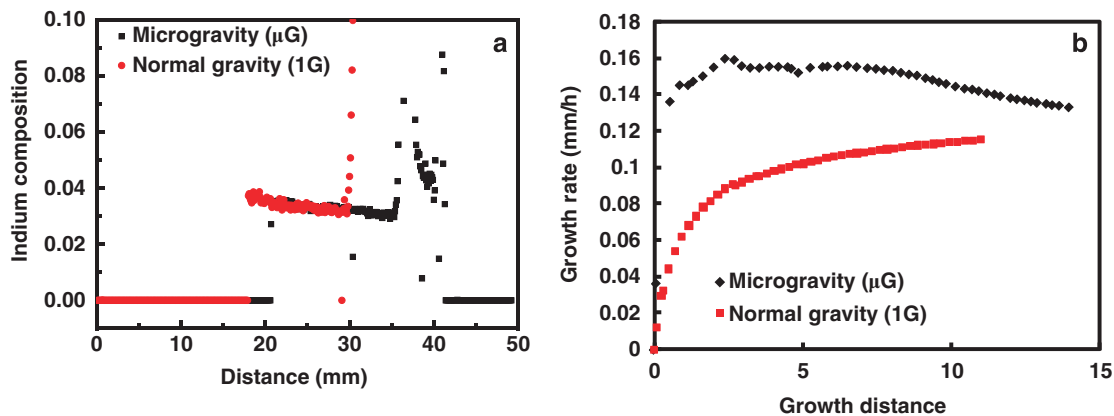 a
Microgravity (μG)
Normal gravity (1G)
Indium composition
0.10
0.08
0.06
0.04
0.02
0.00
0
10
20
30
40
50
Distance (mm)
b
Growth rate (mm/h)
0.18
0.16
0.14
0.12
0.1
0.08
0.06
0.04
0.02
0
Microgravity (μG)
Normal gravity (1G)
0
5
10
15
Growth distance